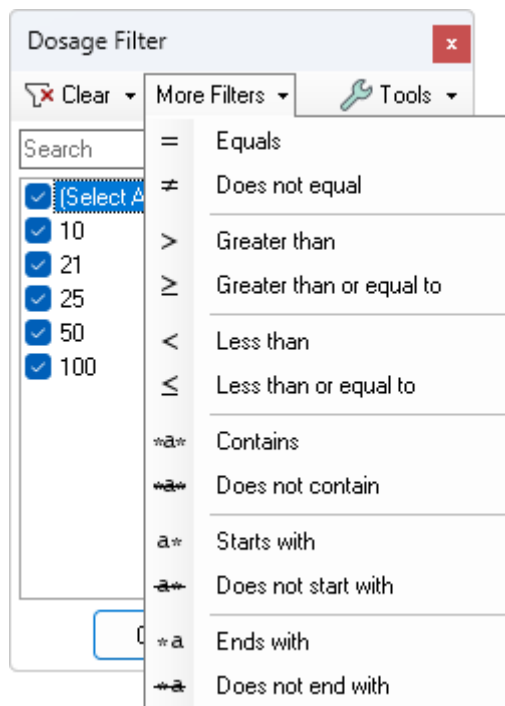 Dosage Filter
x
Clear More Filters Tools
Search
(Select A
10
21
25
50
100
= Equals
≠ Does not equal
> Greater than
≥ Greater than or equal to
< Less than
≤ Less than or equal to
*a* Contains
*a* Does not contain
a* Starts with
a* Does not start with
*a Ends with
*a Does not end with